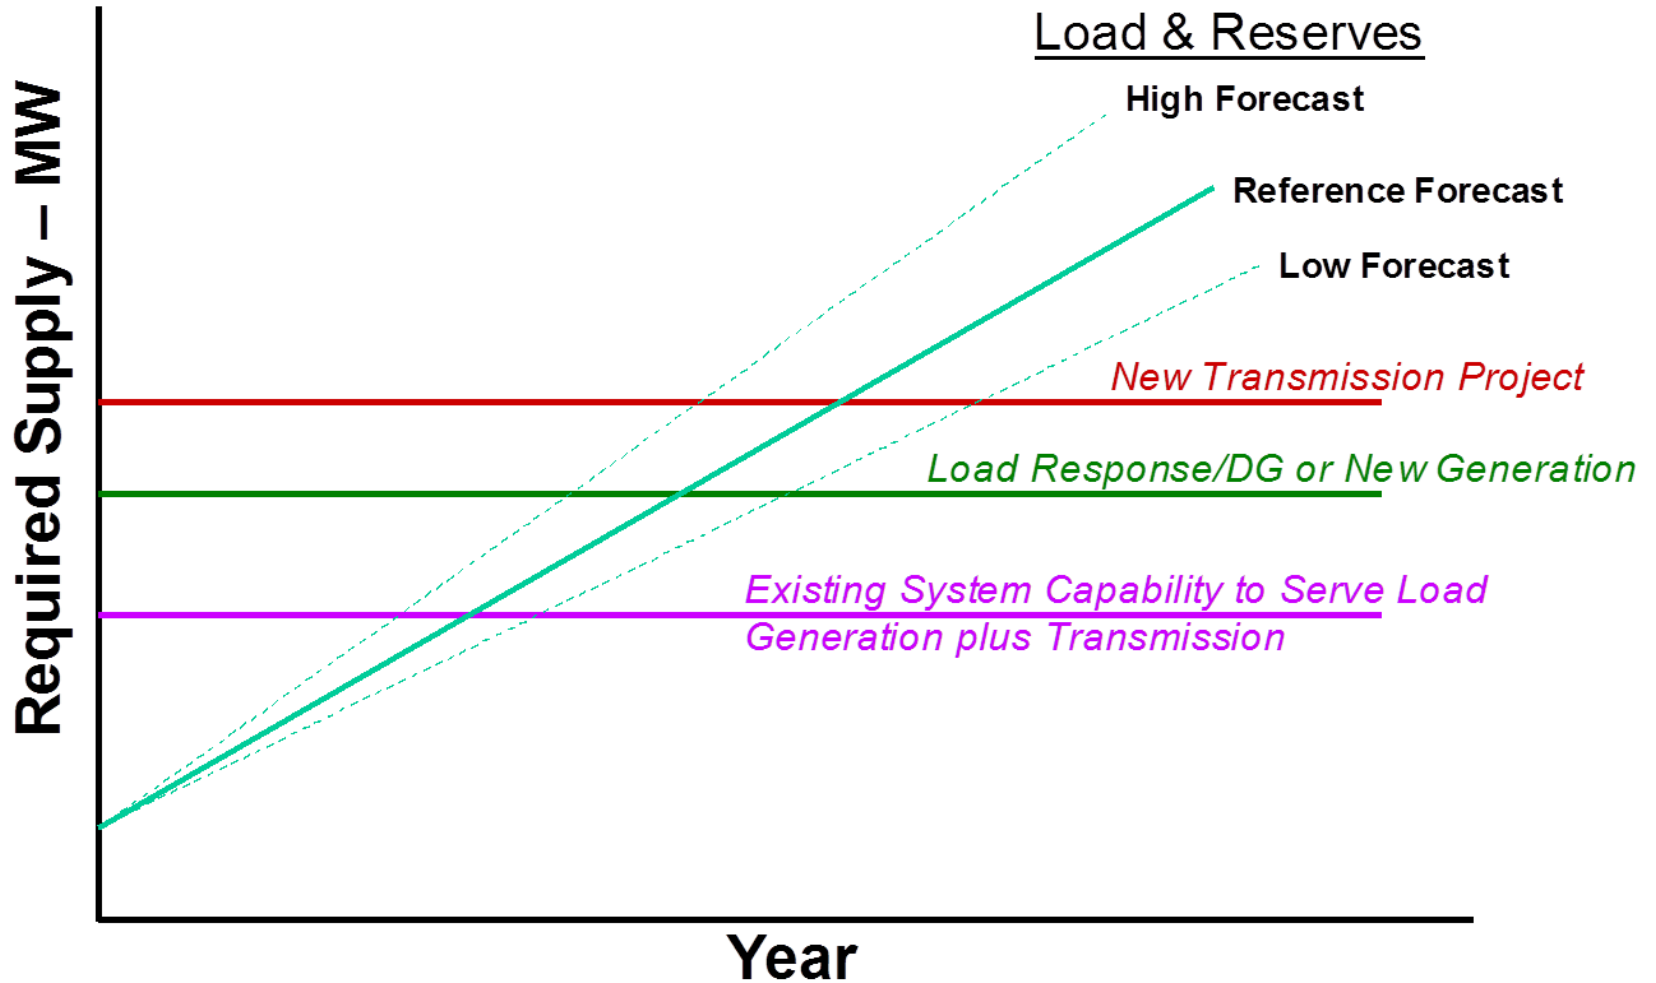 Load & Reserves
High Forecast
Reference Forecast
Low Forecast
New Transmission Project
Load Response/DG or New Generation
Existing System Capability to Serve Load
Generation plus Transmission
Required Supply – MW
Year